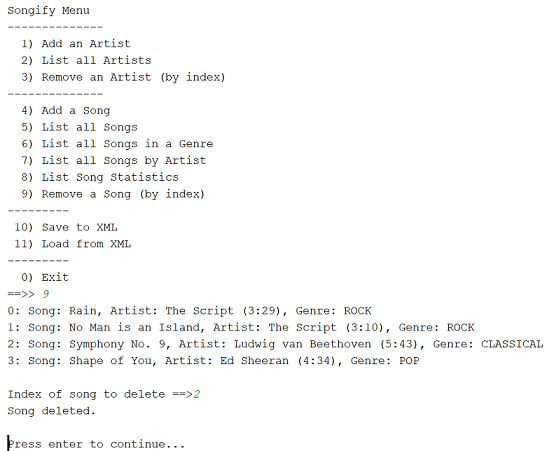 Songify Menu
--------------
1) Add an Artist
2) List all Artists
3) Remove an Artist (by index)
--------------
4) Add a Song
5) List all Songs
6) List all Songs in a Genre
7) List all Songs by Artist
8) List Song Statistics
9) Remove a Song (by index)
---------
10) Save to XML
11) Load from XML
---------
0) Exit
==>> 9
0: Song: Rain, Artist: The Script (3:29), Genre: ROCK
1: Song: No Man is an Island, Artist: The Script (3:10), Genre: ROCK
2: Song: Symphony No. 9, Artist: Ludwig van Beethoven (5:43), Genre: CLASSICAL
3: Song: Shape of You, Artist: Ed Sheeran (4:34), Genre: POP
Index of song to delete ==>2
Song deleted.
Press enter to continue...